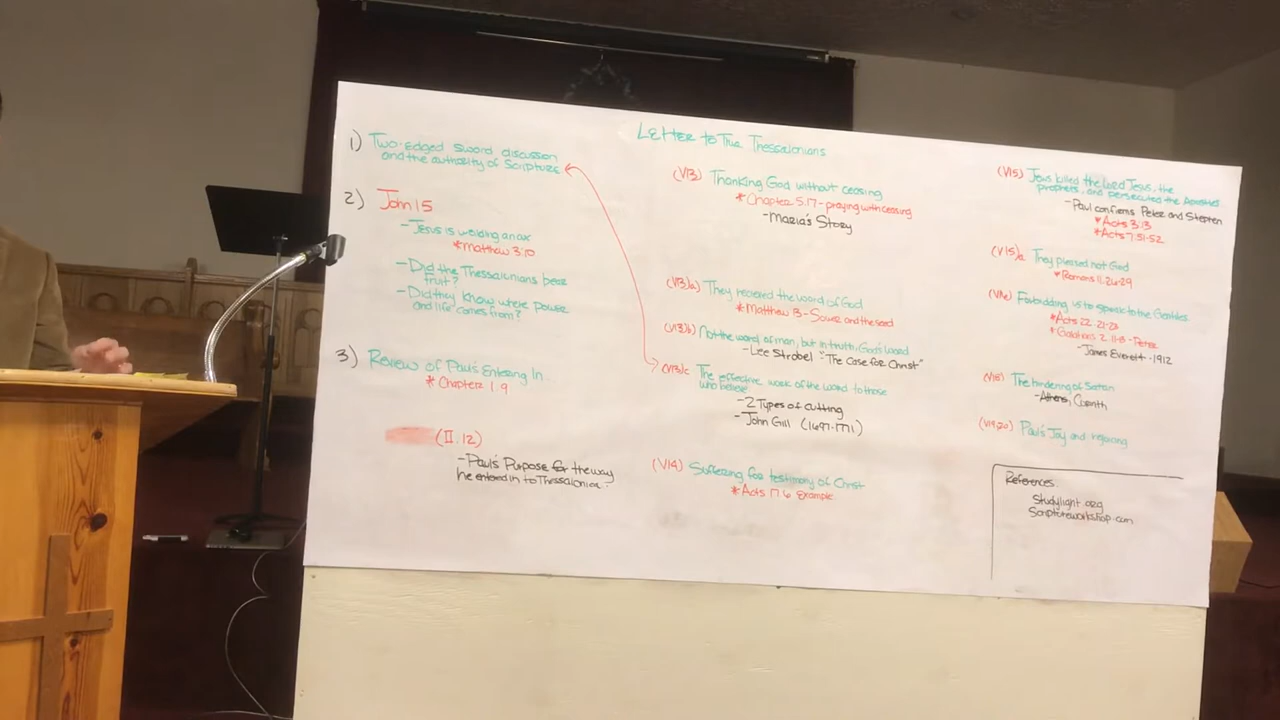 Letter to The Thessalonians
1) Two-Edged Sword discussion
and the authority of Scripture
2) John 15
- Jesus is wielding an ax
*Matthew 3:10
- Did the Thessalonians bear
fruit?
- Did they know where power
and life comes from?
3) Review of Paul's Entering In
* Chapter 1.9
(II.12)
- Paul's Purpose for the way
he entered in to Thessalonica.
(V13) Thanking God without ceasing
*Chapter 5.17 - praying with ceasing
- Maria's Story
(V13)a) They recieved the word of God
* Matthew 13 - Sower and the seed
(V13)b) Not the word of man, but in truth, God's word
- Lee Strobel "The Case for Christ"
(V13)c The effective work of the word to those
who believe
- 2 Types of cutting
- John Gill (1697-1771)
(V14) Suffering for testimony of Christ
*Acts 17.6 Example
(V15) Jews killed the Lord Jesus, the
prophets, and persecuted the Apostles
- Paul confirms Peter and Stephen
*Acts 3:13
*Acts 7:51-52
(V15)a They pleased not God
*Romans 11.26-29
Forbidding us to speak to the Gentiles
*Acts 22.21-23
*Galatians 2.11-8 - Peter
- James Everett - 1912
(V18) The hindering of Satan
- Athens, Corinth
(V19,20) Paul's Joy and rejoicing
References.
Studylight.org
Scriptureworkshop.com